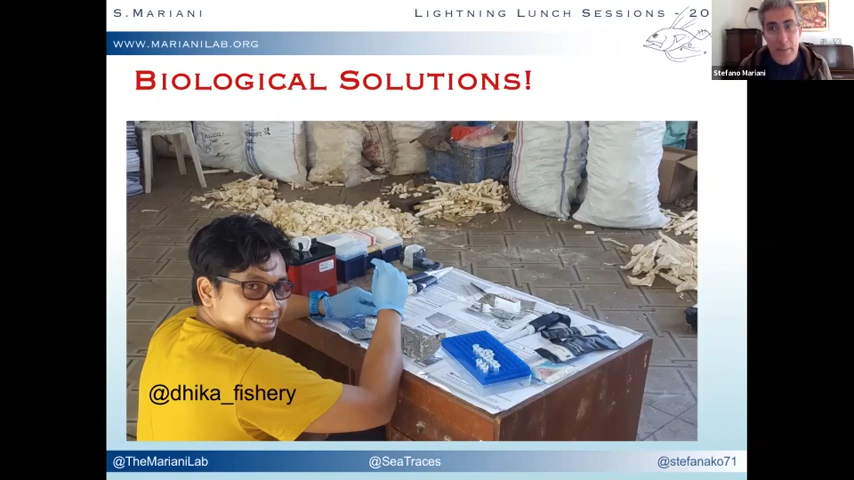 S.Mariani
Lightning Lunch Sessions - 20
www.marianilab.org
Stefano Mariani
Biological Solutions!
@dhika_fishery
@TheMarianiLab
@SeaTraces
@stefanako71